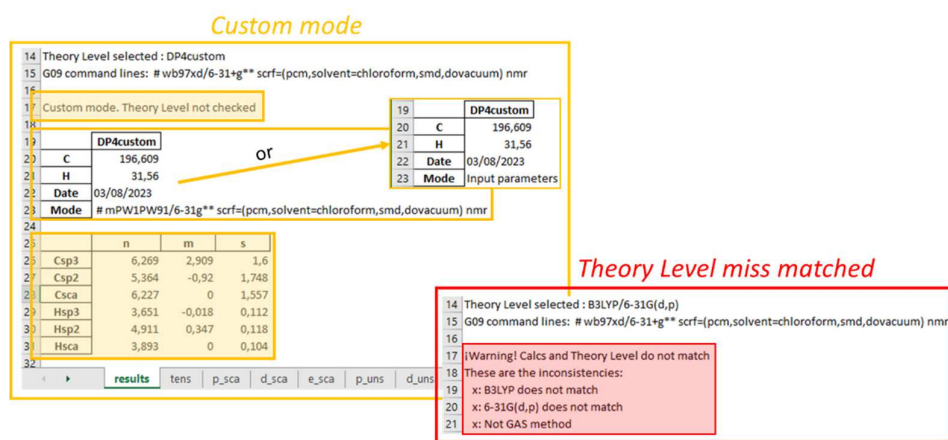 Custom mode
14 Theory Level selected : DP4custom
15 G09 command lines: # wb97xd/6-31+g** scrf=(pcm,solvent=chloroform,smd,dovacuum) nmr
16
17 Custom mode. Theory Level not checked
18
19 DP4custom
20 C 196,609
21 H 31,56
22 Date 03/08/2023
23 Mode # mPW1PW91/6-31g** scrf=(pcm,solvent=chloroform,smd,dovacuum) nmr
24
25 n m s
26 Csp3 6,269 2,909 1,6
27 Csp2 5,364 -0,92 1,748
28 Csca 6,227 0 1,557
29 Hsp3 3,651 -0,018 0,112
30 Hsp2 4,911 0,347 0,118
31 Hsca 3,893 0 0,104
32
results tens p_sca d_sca e_sca p_uns d_uns
or
19 DP4custom
20 C 196,609
21 H 31,56
22 Date 03/08/2023
23 Mode Input parameters
Theory Level miss matched
14 Theory Level selected : B3LYP/6-31G(d,p)
15 G09 command lines: # wb97xd/6-31+g** scrf=(pcm,solvent=chloroform,smd,dovacuum) nmr
16
17 ¡Warning! Calcs and Theory Level do not match
18 These are the inconsistencies:
19 x: B3LYP does not match
20 x: 6-31G(d,p) does not match
21 x: Not GAS method